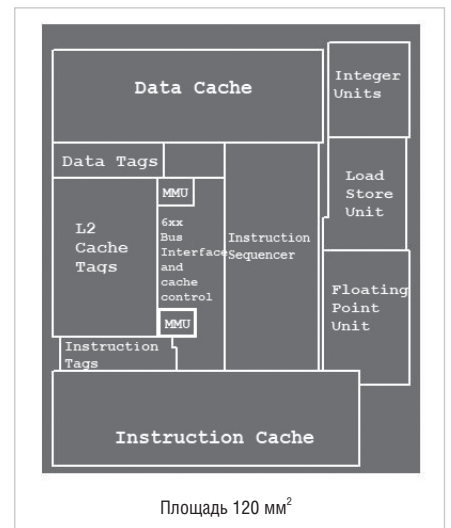 Data Cache
Integer
Units
Data Tags
MMU
Load
Store
Unit
L2
Cache
Tags
6xx
Bus
Interface
and
cache
control
Instruction
Sequencer
MMU
Floating
Point
Unit
Instruction
Tags
Instruction Cache
Площадь 120 мм²